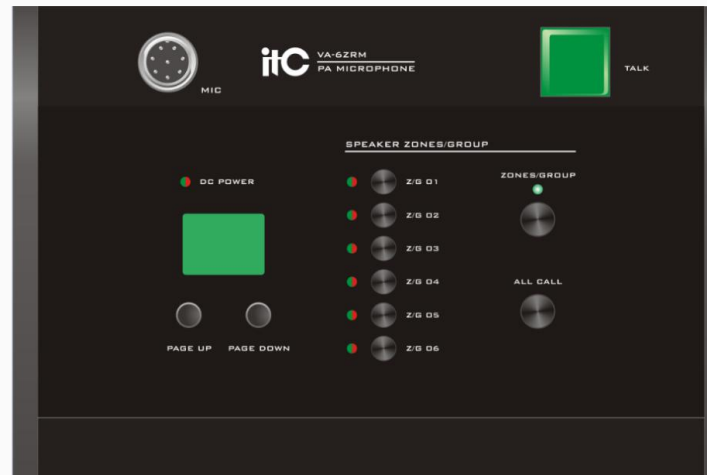 itC
VA-6ZRM
PA MICROPHONE
MIC
TALK
SPEAKER ZONES/GROUP
DC POWER
Z/G 01
Z/G 02
Z/G 03
Z/G 04
Z/G 05
Z/G 06
ZONES/GROUP
ALL CALL
PAGE UP
PAGE DOWN